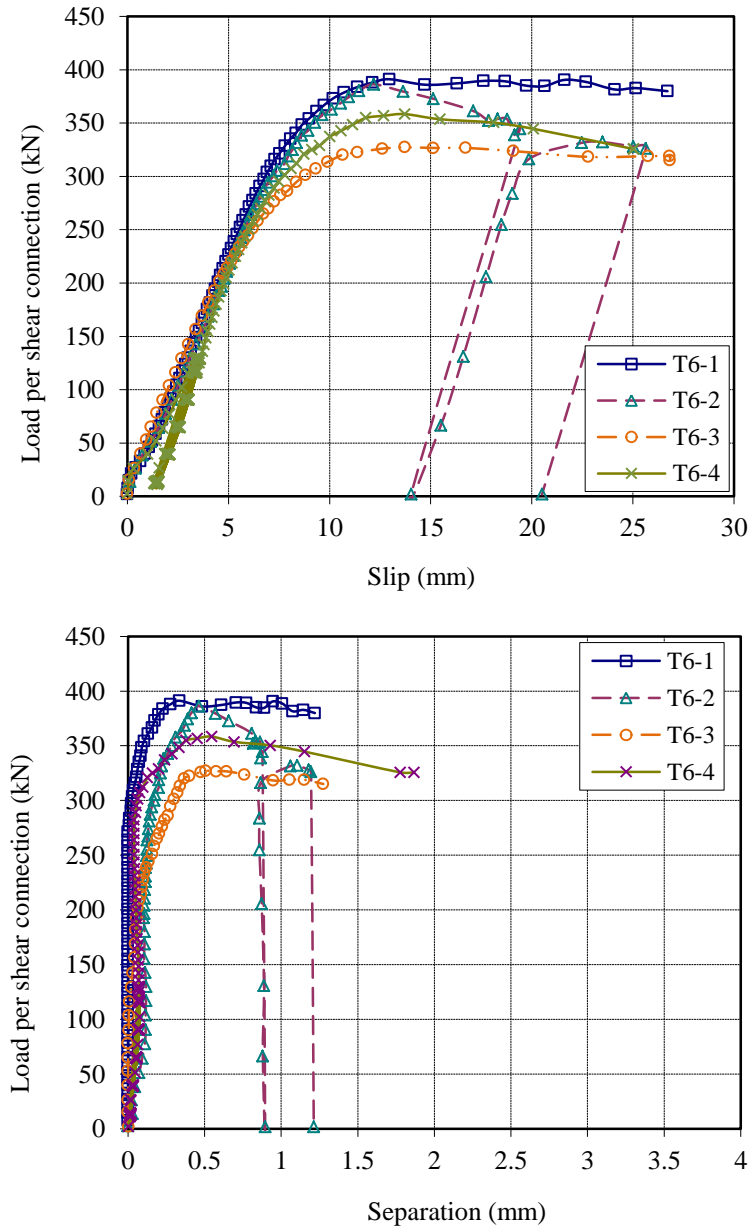 450
400
350
300
250
200
150
100
50
0
Load per shear connection (kN)
T6-1
T6-2
T6-3
T6-4
0 5 10 15 20 25 30
Slip (mm)
450
400
350
300
250
200
150
100
50
0
Load per shear connection (kN)
T6-1
T6-2
T6-3
T6-4
0 0.5 1 1.5 2 2.5 3 3.5 4
Separation (mm)